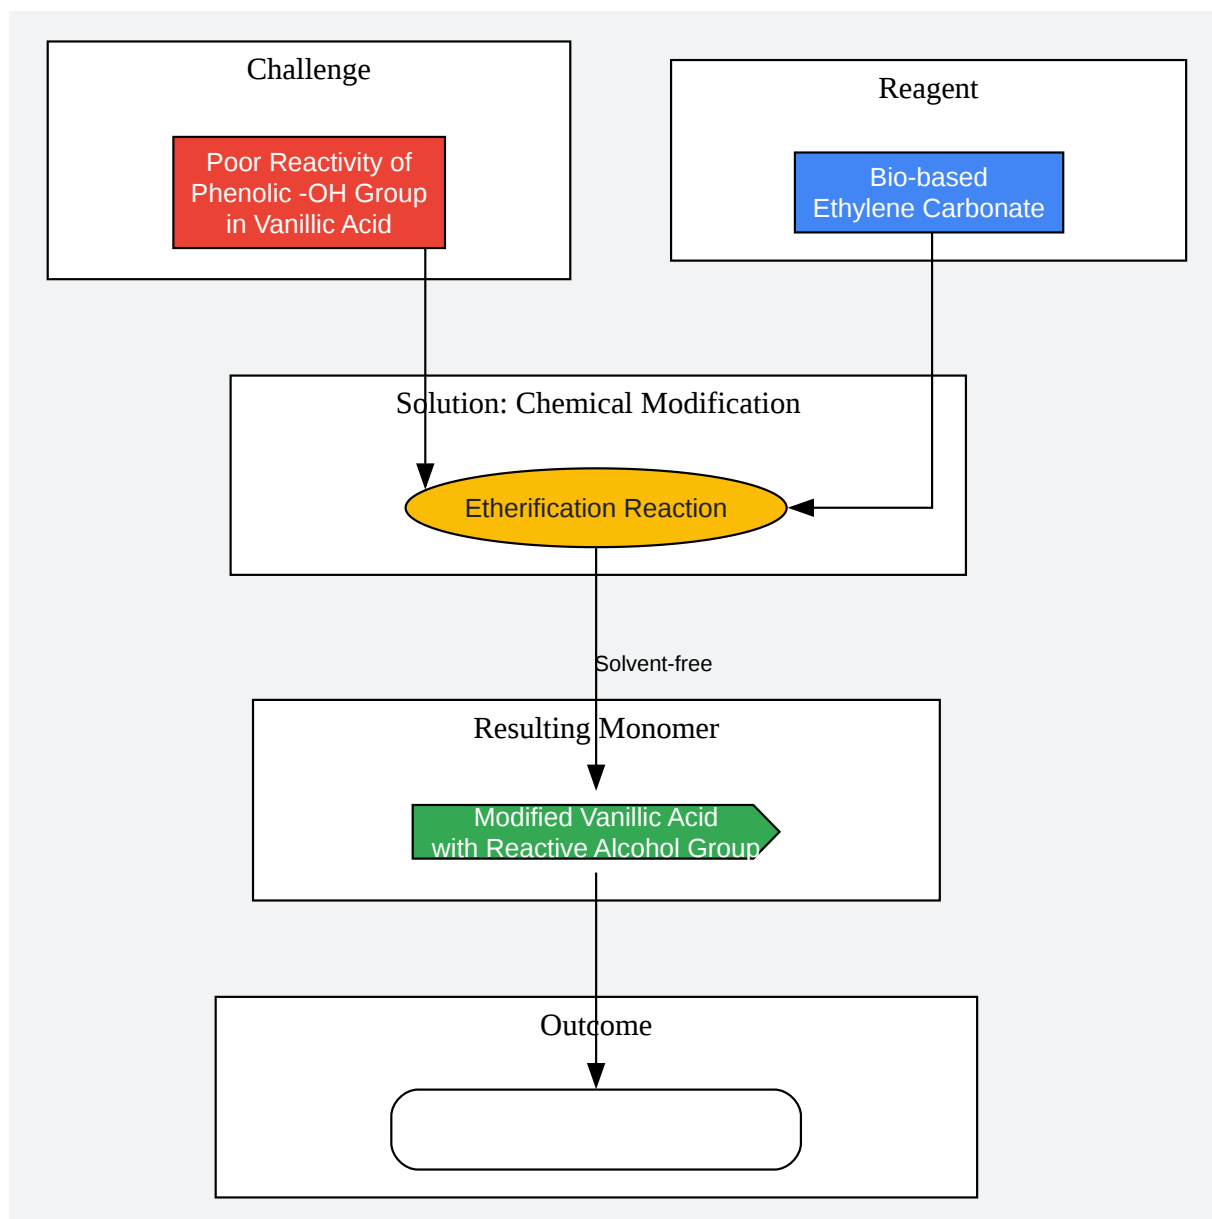 Challenge
Poor Reactivity of
Phenolic -OH Group
in Vanillic Acid
Reagent
Bio-based
Ethylene Carbonate
Solution: Chemical Modification
Etherification Reaction
Solvent-free
Resulting Monomer
Modified Vanillic Acid
with Reactive Alcohol Group
Outcome